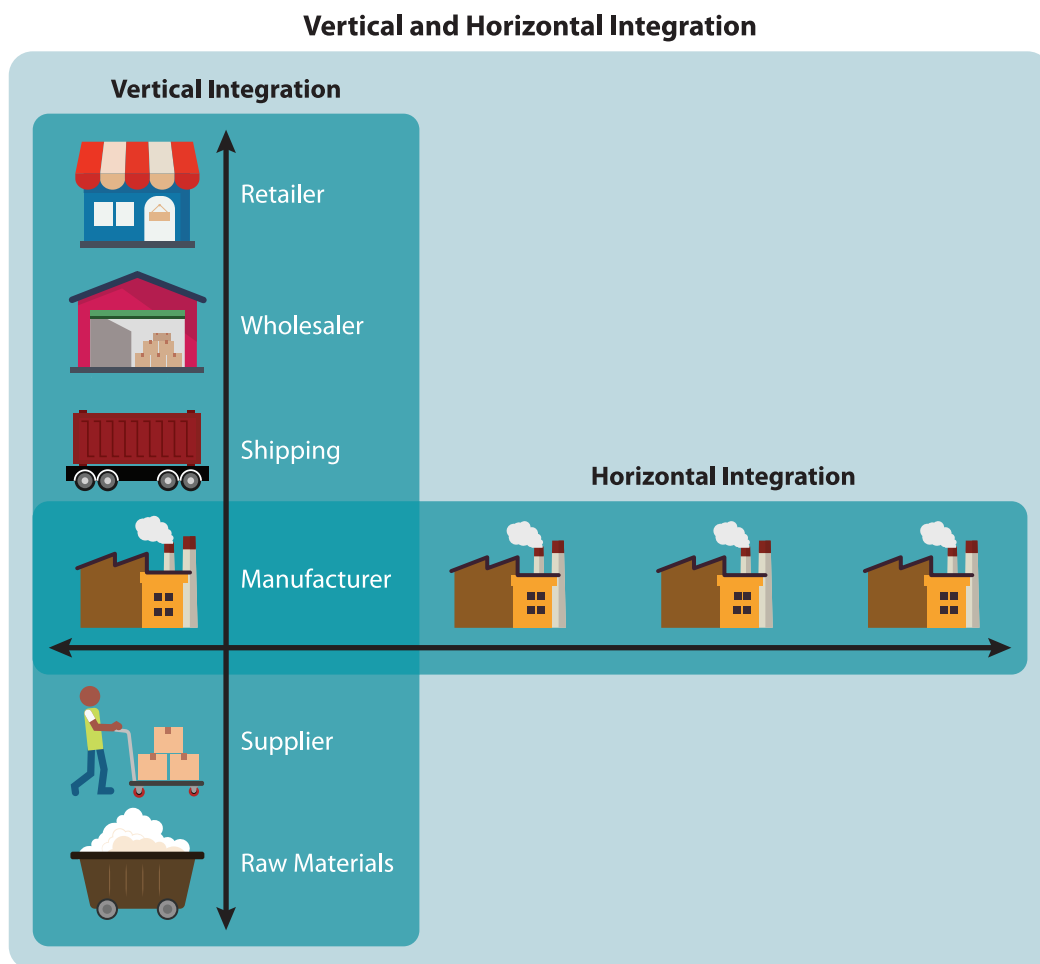 Vertical and Horizontal Integration
Vertical Integration
Retailer
Wholesaler
Shipping
Horizontal Integration
Manufacturer
Supplier
Raw Materials